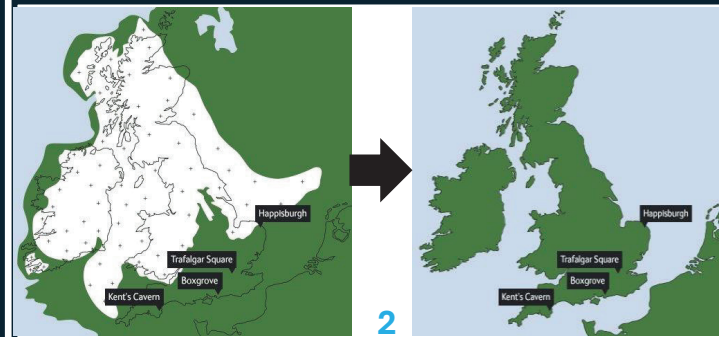 Happisburgh
Trafalgar Square
Boxgrove
Kent's Cavern
Happisburgh
Trafalgar Square
Boxgrove
Kent's Cavern
2